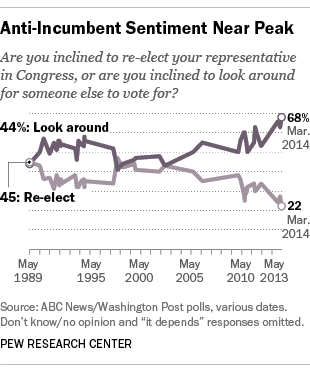 Anti-Incumbent Sentiment Near Peak
Are you inclined to re-elect your representative
in Congress, or are you inclined to look around
for someone else to vote for?
44%: Look around
68%
Mar.
2014
45: Re-elect
22
Mar.
2014
May May May May May May
1989 1995 2000 2005 2010 2013
Source: ABC News/Washington Post polls, various dates.
Don’t know/no opinion and “it depends” responses omitted.
PEW RESEARCH CENTER